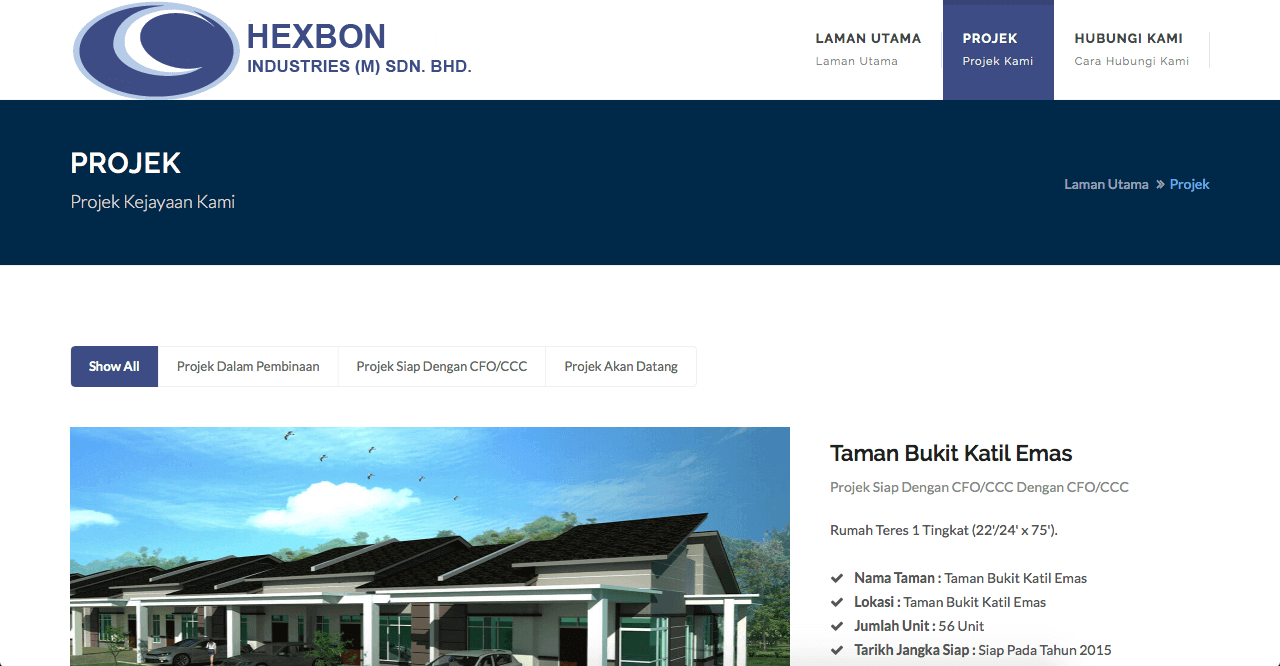 HEXBON
INDUSTRIES (M) SDN. BHD.
LAMAN UTAMA
Laman Utama
PROJEK
Projek Kami
HUBUNGI KAMI
Cara Hubungi Kami
PROJEK
Projek Kejayaan Kami
Laman Utama » Projek
Show All
Projek Dalam Pembinaan
Projek Siap Dengan CFO/CCC
Projek Akan Datang
Taman Bukit Katil Emas
Projek Siap Dengan CFO/CCC Dengan CFO/CCC
Rumah Teres 1 Tingkat (22'/24' x 75').
Nama Taman : Taman Bukit Katil Emas
Lokasi : Taman Bukit Katil Emas
Jumlah Unit : 56 Unit
Tarikh Jangka Siap : Siap Pada Tahun 2015